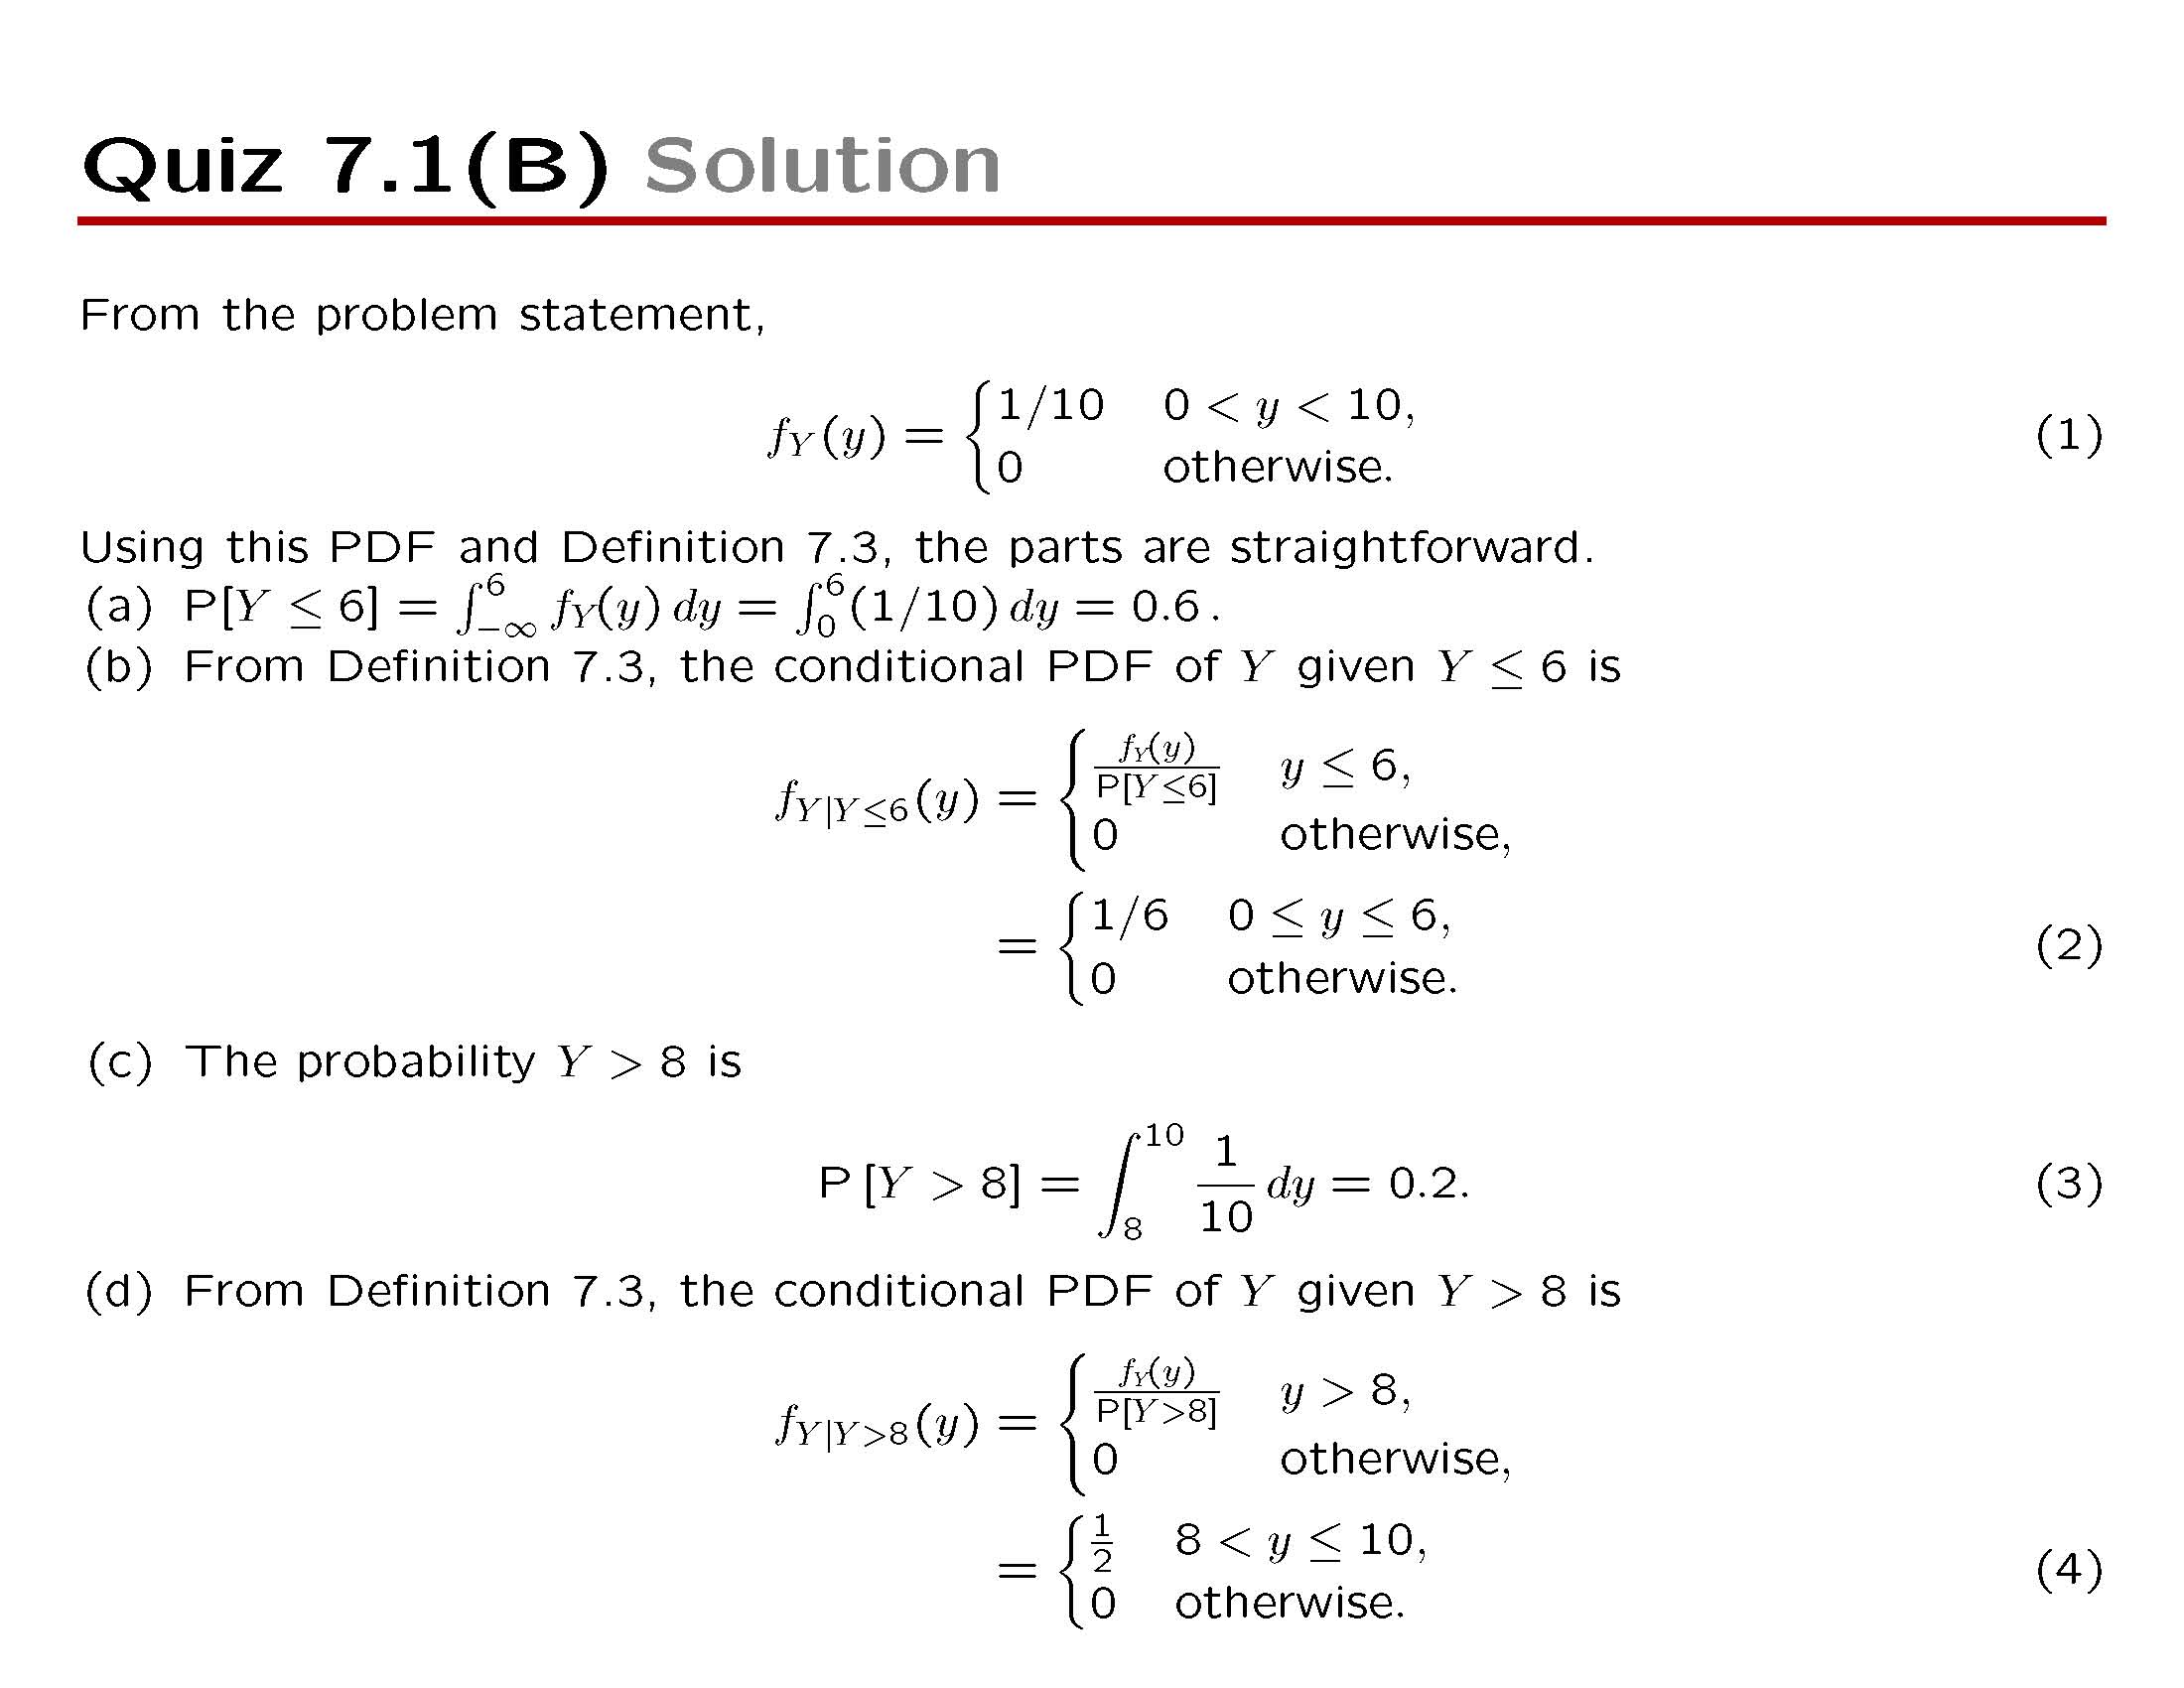 Quiz 7.1(B) Solution
From the problem statement,
f_Y(y) = { 1/10 0 < y < 10,
0 otherwise. (1)
Using this PDF and Definition 7.3, the parts are straightforward.
(a) P[Y ≤ 6] = ∫_{−∞}^{6} f_Y(y) dy = ∫_0^6 (1/10) dy = 0.6 .
(b) From Definition 7.3, the conditional PDF of Y given Y ≤ 6 is
f_{Y|Y≤6}(y) = { f_Y(y)/P[Y≤6] y ≤ 6,
0 otherwise,
= { 1/6 0 ≤ y ≤ 6,
0 otherwise. (2)
(c) The probability Y > 8 is
P [Y > 8] = ∫_8^{10} 1/10 dy = 0.2. (3)
(d) From Definition 7.3, the conditional PDF of Y given Y > 8 is
f_{Y|Y>8}(y) = { f_Y(y)/P[Y>8] y > 8,
0 otherwise,
= { 1/2 8 < y ≤ 10,
0 otherwise. (4)